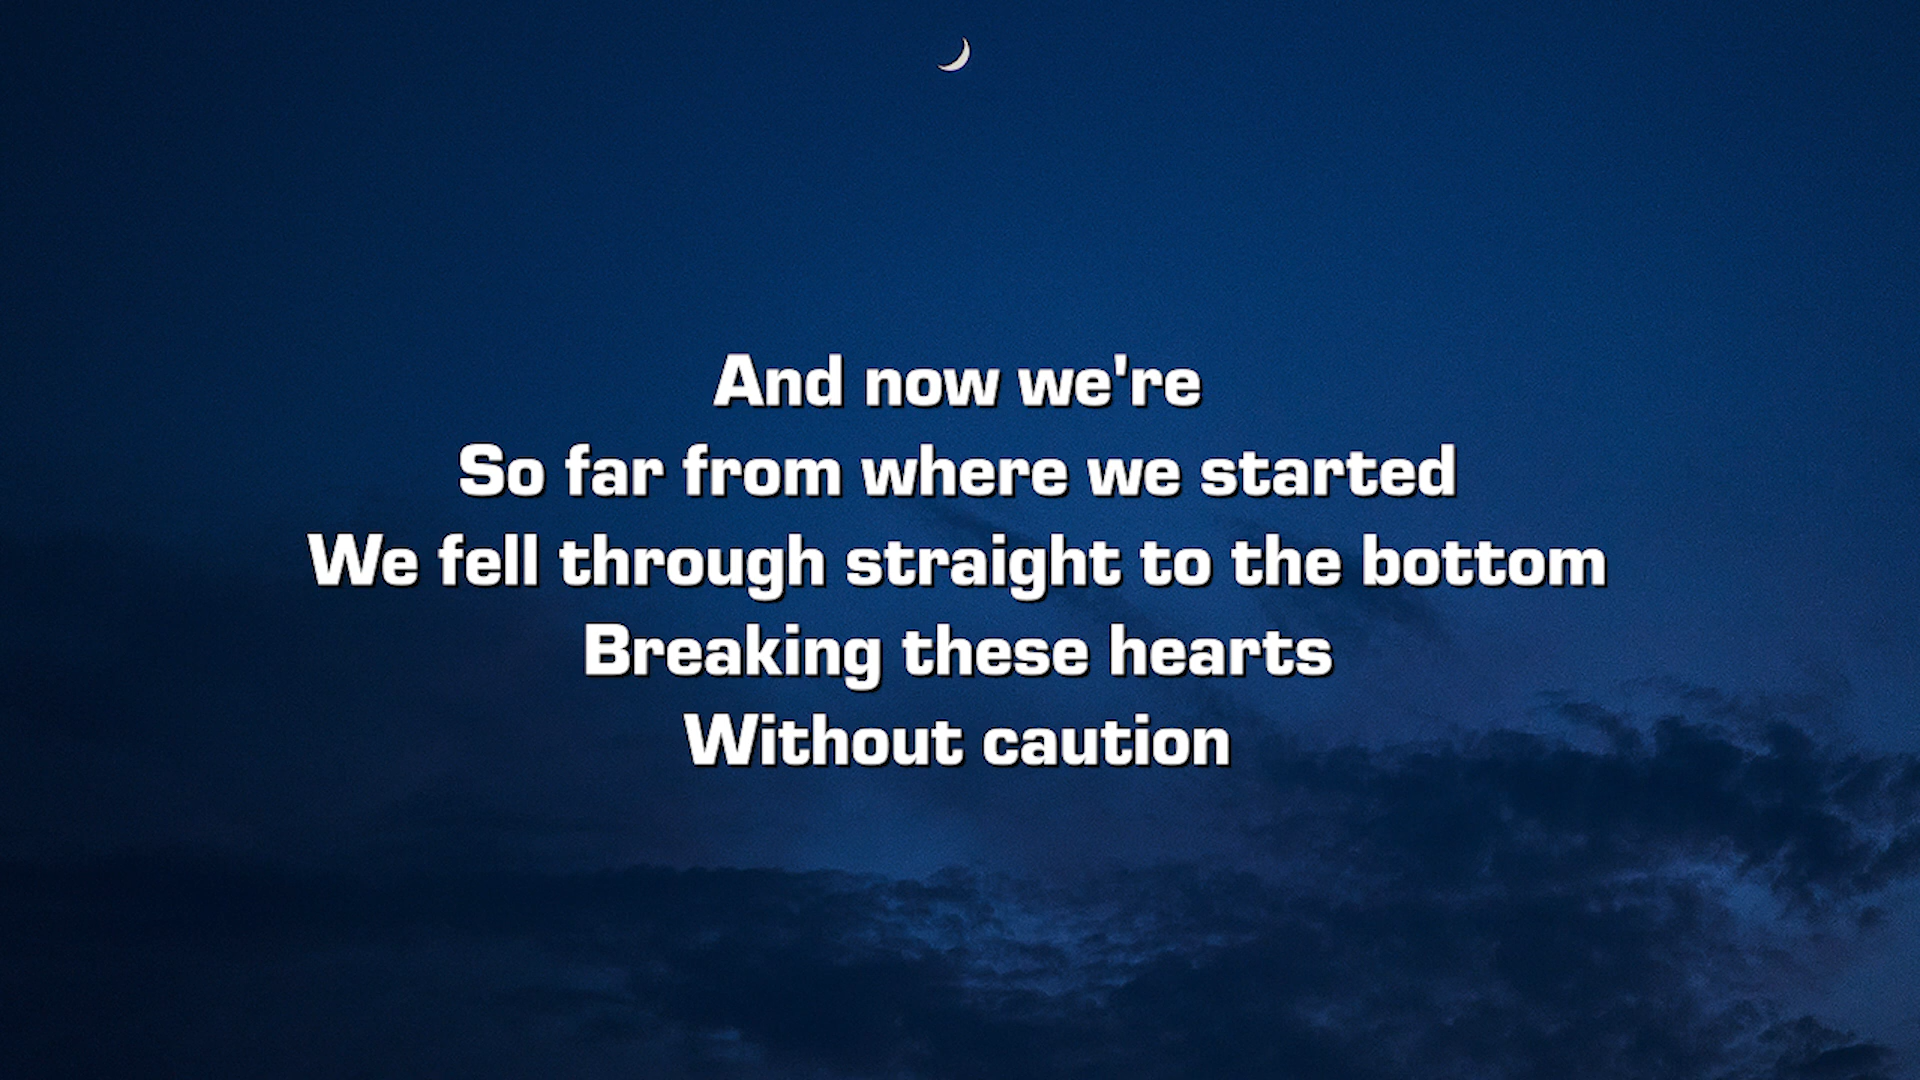 And now we're
So far from where we started
We fell through straight to the bottom
Breaking these hearts
Without caution